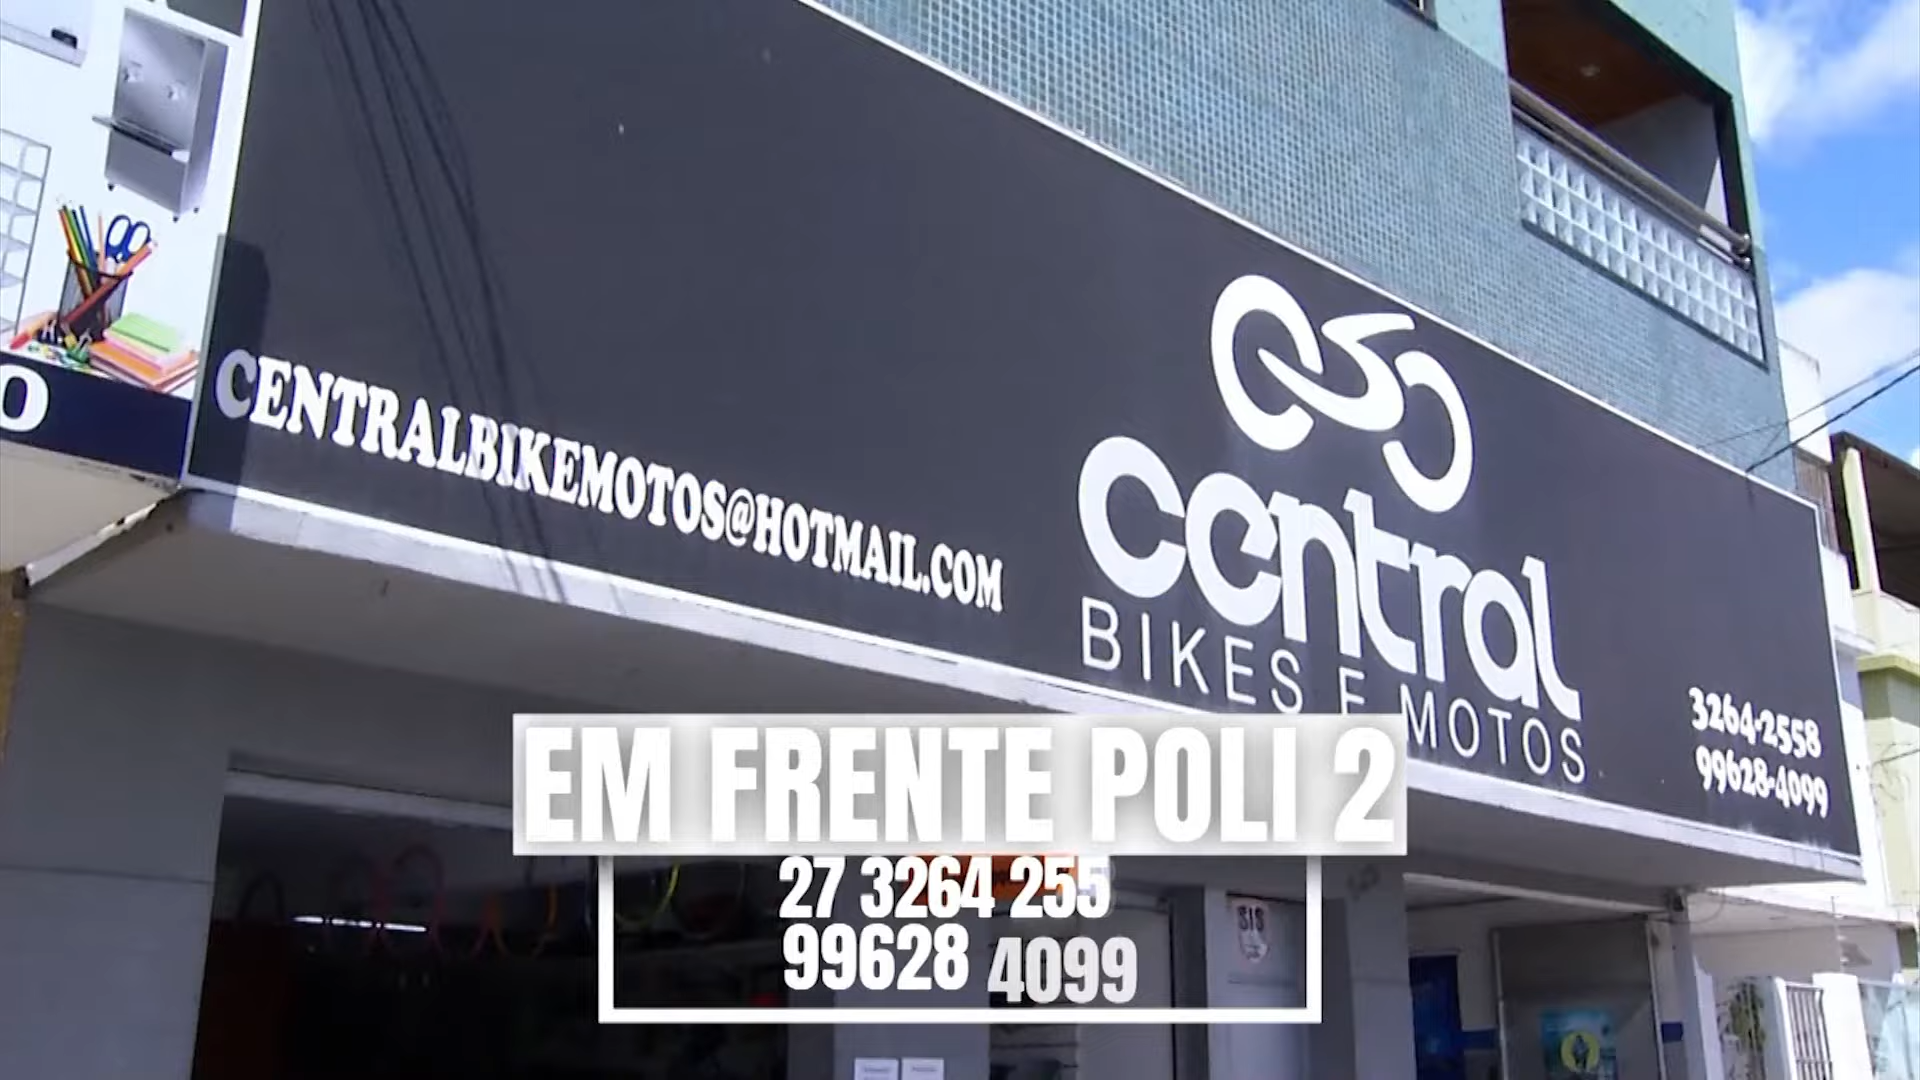 O
CENTRALBIKEMOTOS@HOTMAIL.COM
central
BIKES E MOTOS
3264-2558
99628-4099
EM FRENTE POLI 2
27 3264 255
99628 4099
SIS